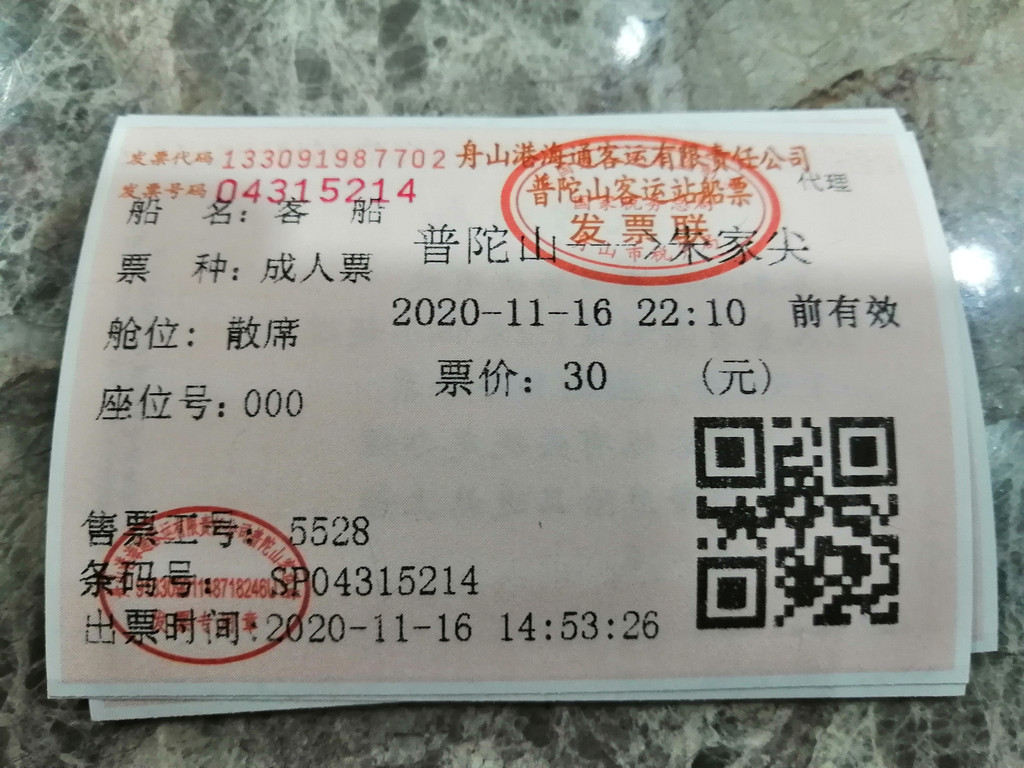 发票代码 133091987702 舟山港海通客运有限责任公司
发票号码 04315214 普陀山客运站船票 代理
发票联
船 名：客 船
普陀山--->朱家尖
票 种：成人票
2020-11-16 22:10 前有效
舱位：散席
票价：30 （元）
座位号：000
售票工号： 5528
条码号： SP04315214
出票时间：2020-11-16 14:53:26